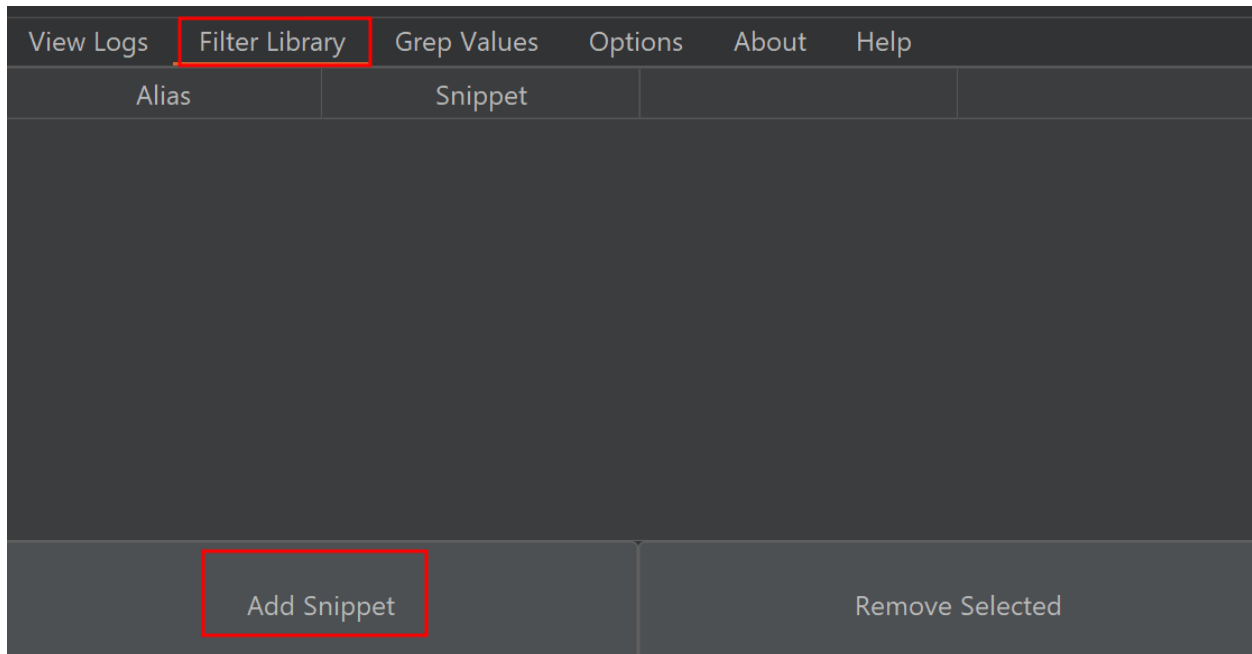 View Logs Filter Library Grep Values Options About Help
Alias Snippet
Add Snippet Remove Selected